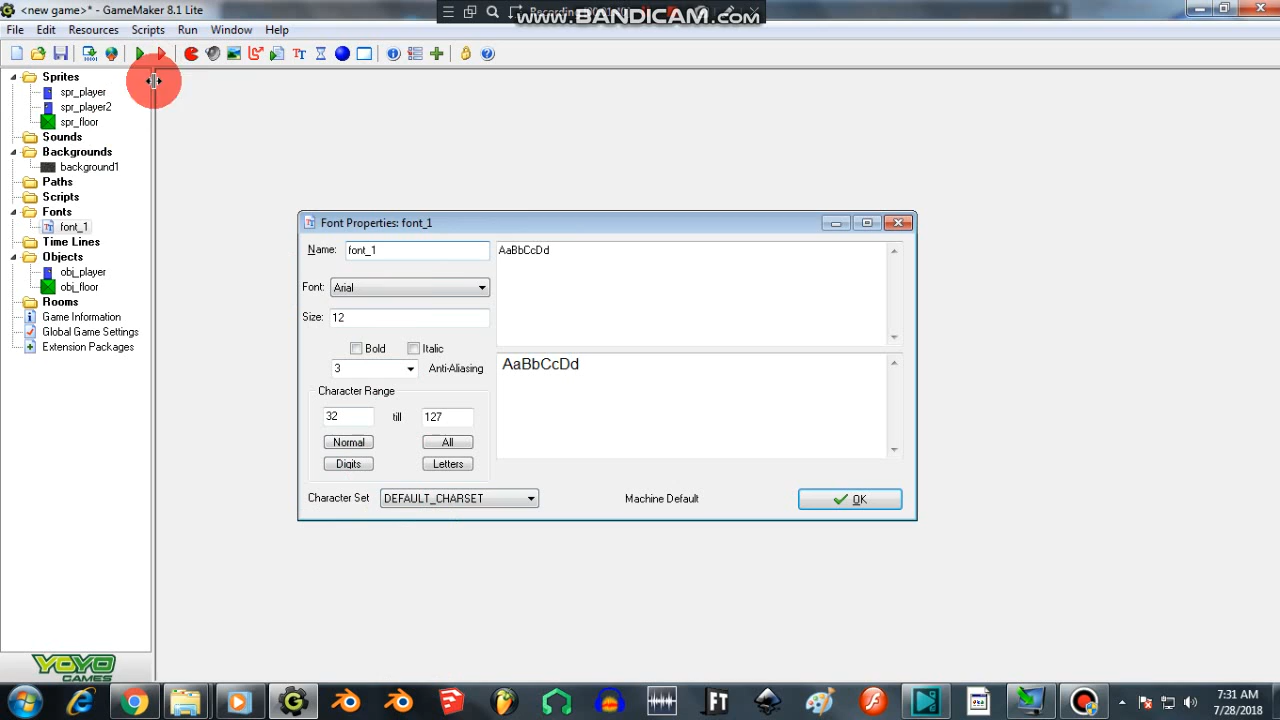 <new game>* - GameMaker 8.1 Lite
www.BANDICAM.com
File Edit Resources Scripts Run Window Help
Sprites
spr_player
spr_player2
spr_floor
Sounds
Backgrounds
background1
Paths
Scripts
Fonts
font_1
Time Lines
Objects
obj_player
obj_floor
Rooms
Game Information
Global Game Settings
Extension Packages
Font Properties: font_1
Name: font_1
AaBbCcDd
Font: Arial
Size: 12
Bold Italic
3 Anti-Aliasing
AaBbCcDd
Character Range
32 till 127
Normal All
Digits Letters
Character Set DEFAULT_CHARSET Machine Default OK
YOYO
GAMES
FT
7:31 AM
7/28/2018